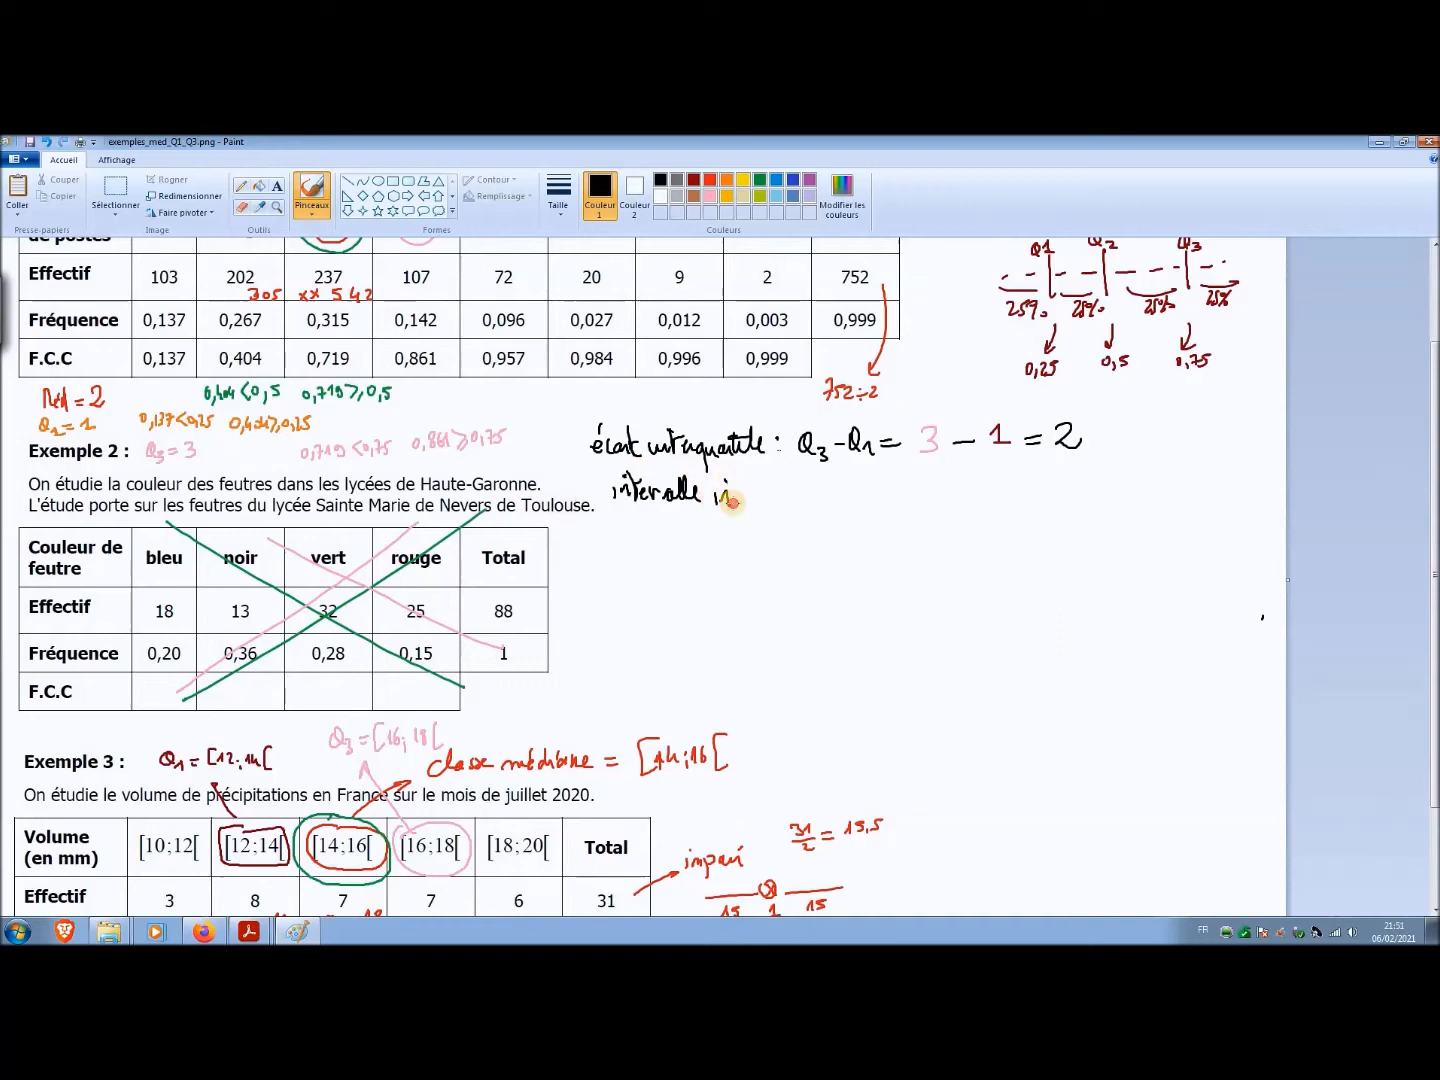 exemples_med_Q1_Q3.png - Paint
Accueil Affichage
Coller Couper Copier Sélectionner Rogner Redimensionner Faire pivoter Pinceaux Contour Remplissage Taille Couleur 1 Couleur 2 Modifier les couleurs
Presse-papiers Image Outils Formes Couleurs
de postes
Q1 Q2 Q3
Effectif 103 202 237 107 72 20 9 2 752
305 xx 542
25% 25% 25% 25%
Fréquence 0,137 0,267 0,315 0,142 0,096 0,027 0,012 0,003 0,999
F.C.C 0,137 0,404 0,719 0,861 0,957 0,984 0,996 0,999
0,25 0,5 0,75
Med = 2 0,404 < 0,5 0,719 ⩾ 0,5 752 ÷ 2
Q1 = 1 0,137 < 0,25 0,404 ⩾ 0,25
Exemple 2 : Q3 = 3 0,719 < 0,75 0,861 ⩾ 0,75
écart interquartile : Q3 - Q1 = 3 - 1 = 2
On étudie la couleur des feutres dans les lycées de Haute-Garonne.
intervalle in
L'étude porte sur les feutres du lycée Sainte Marie de Nevers de Toulouse.
Couleur de feutre bleu noir vert rouge Total
Effectif 18 13 32 25 88
Fréquence 0,20 0,36 0,28 0,15 1
F.C.C
Q3 = [16;18[
Exemple 3 : Q1 = [12;14[ classe médiane = [14;16[
On étudie le volume de précipitations en France sur le mois de juillet 2020.
Volume (en mm) [10;12[ [12;14[ [14;16[ [16;18[ [18;20[ Total
31/2 = 15,5
impair
Effectif 3 8 7 7 6 31
15 1 15
FR 21:51
06/02/2021